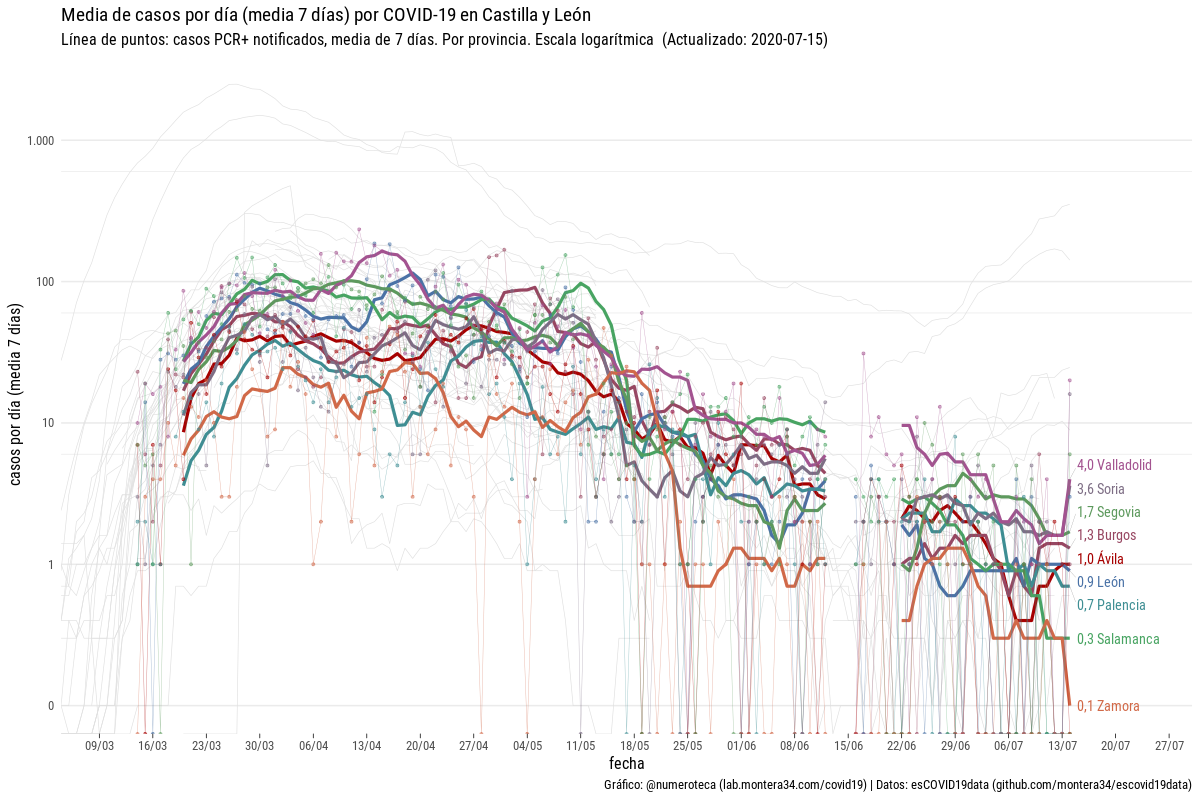 Media de casos por día (media 7 días) por COVID-19 en Castilla y León
Línea de puntos: casos PCR+ notificados, media de 7 días. Por provincia. Escala logarítmica  (Actualizado: 2020-07-15)
casos por día (media 7 días)
1.000
100
10
1
0
4,0 Valladolid
3,6 Soria
1,7 Segovia
1,3 Burgos
1,0 Ávila
0,9 León
0,7 Palencia
0,3 Salamanca
0,1 Zamora
09/03 16/03 23/03 30/03 06/04 13/04 20/04 27/04 04/05 11/05 18/05 25/05 01/06 08/06 15/06 22/06 29/06 06/07 13/07 20/07 27/07
fecha
Gráfico: @numeroteca (lab.montera34.com/covid19) | Datos: esCOVID19data (github.com/montera34/escovid19data)